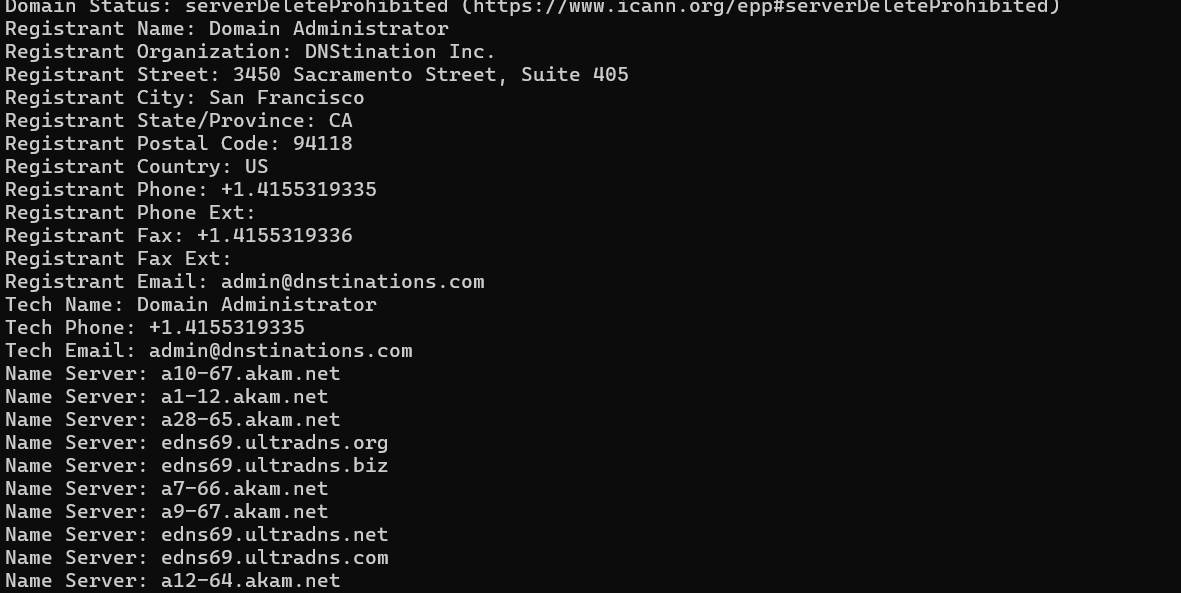 Domain Status: serverDeleteProhibited (https://www.icann.org/epp#serverDeleteProhibited)
Registrant Name: Domain Administrator
Registrant Organization: DNStination Inc.
Registrant Street: 3450 Sacramento Street, Suite 405
Registrant City: San Francisco
Registrant State/Province: CA
Registrant Postal Code: 94118
Registrant Country: US
Registrant Phone: +1.4155319335
Registrant Phone Ext:
Registrant Fax: +1.4155319336
Registrant Fax Ext:
Registrant Email: admin@dnstinations.com
Tech Name: Domain Administrator
Tech Phone: +1.4155319335
Tech Email: admin@dnstinations.com
Name Server: a10-67.akam.net
Name Server: a1-12.akam.net
Name Server: a28-65.akam.net
Name Server: edns69.ultradns.org
Name Server: edns69.ultradns.biz
Name Server: a7-66.akam.net
Name Server: a9-67.akam.net
Name Server: edns69.ultradns.net
Name Server: edns69.ultradns.com
Name Server: a12-64.akam.net